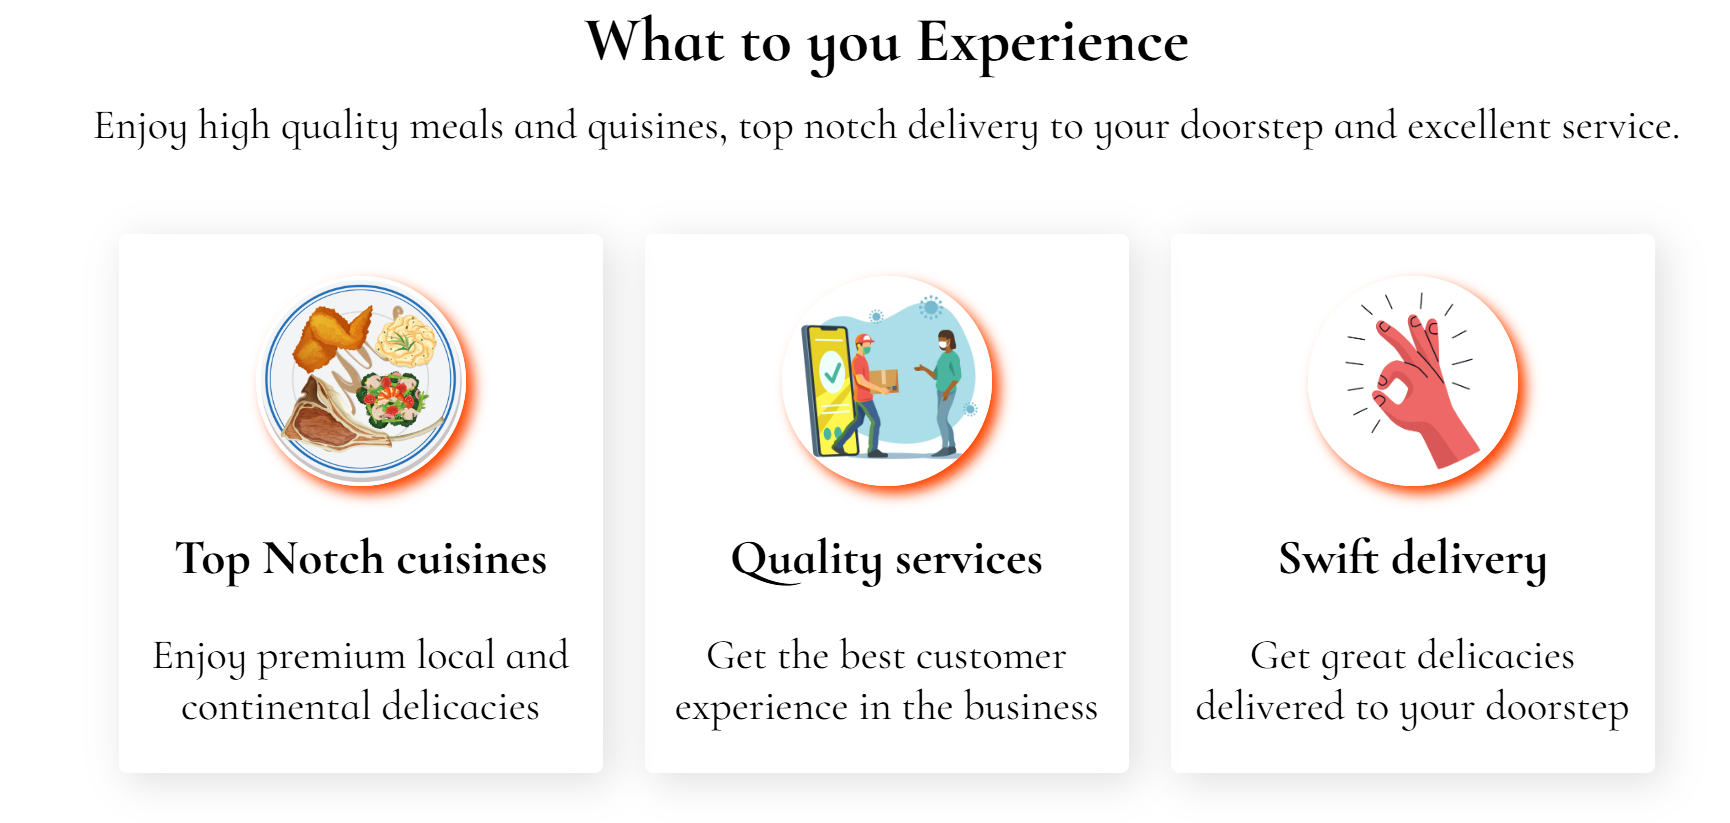 What to you Experience
Enjoy high quality meals and quisines, top notch delivery to your doorstep and excellent service.
Top Notch cuisines
Enjoy premium local and
continental delicacies
Quality services
Get the best customer
experience in the business
Swift delivery
Get great delicacies
delivered to your doorstep